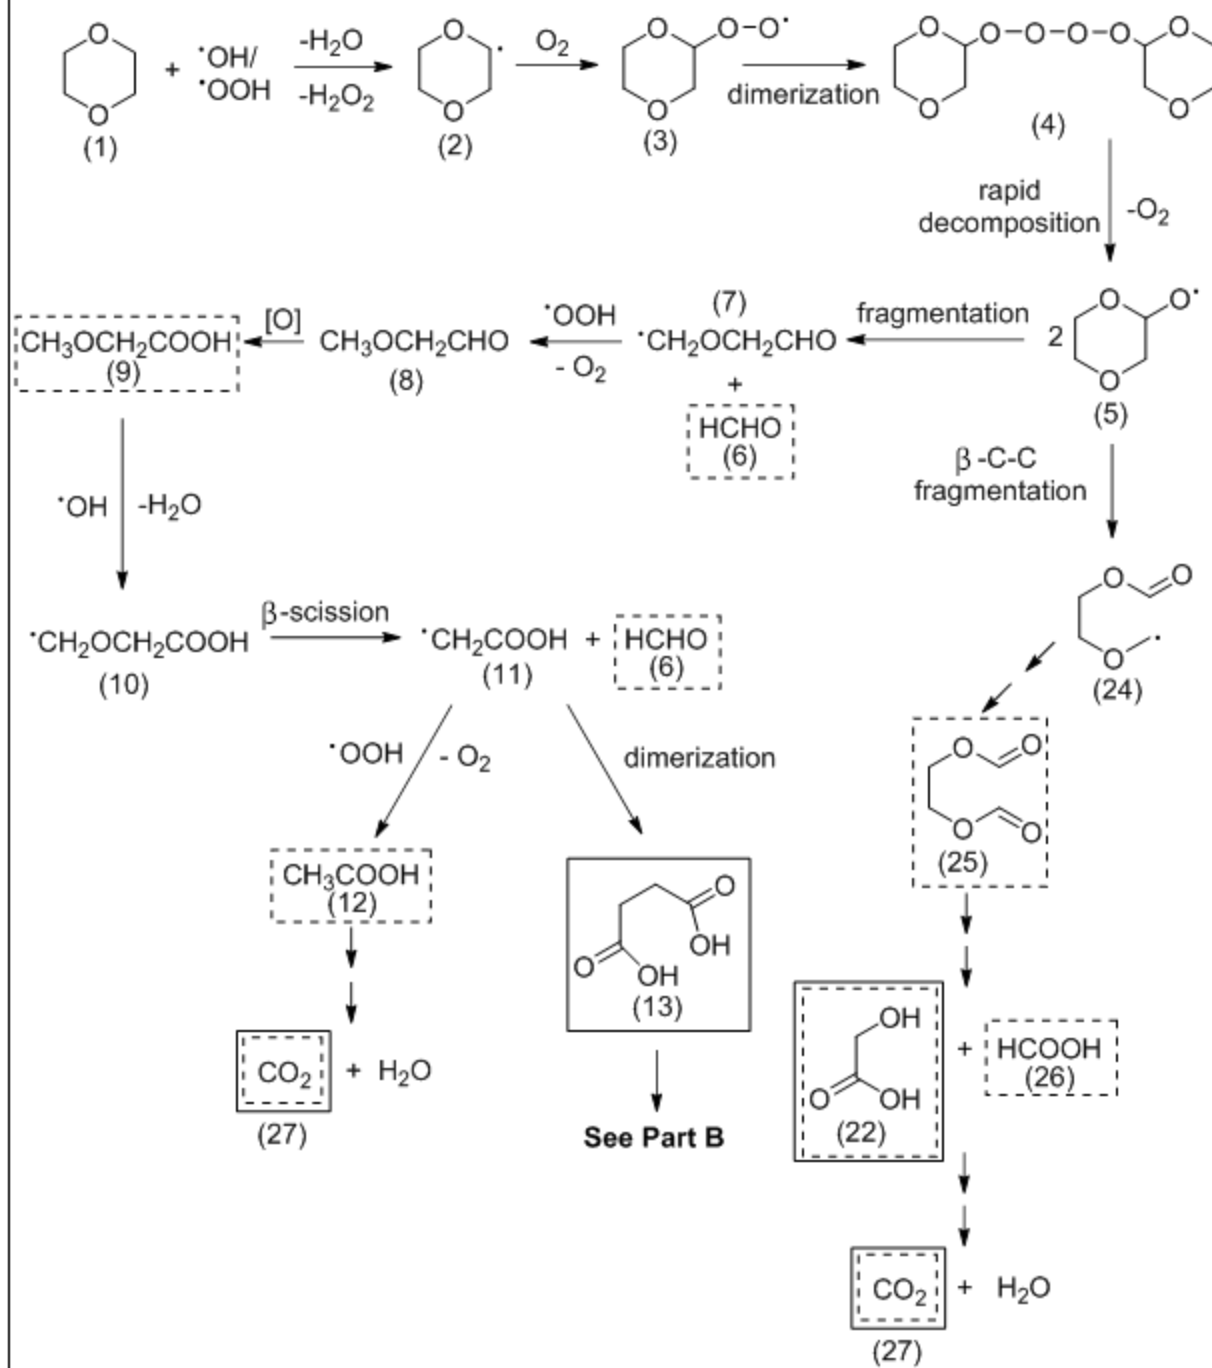 O O + •OH/ •OOH -H2O -H2O2 O O • O2 O O O-O• dimerization O O O-O-O-O O O
(1) (2) (3) (4)
rapid decomposition -O2
CH3OCH2COOH [O] CH3OCH2CHO •OOH - O2 •CH2OCH2CHO fragmentation 2 O O O•
(9) (8) (7) (5)
+
HCHO
(6)
β-C-C
fragmentation
•OH -H2O
O O
O •
(24)
•CH2OCH2COOH β-scission •CH2COOH + HCHO
(10) (11) (6)
•OOH - O2 dimerization
O O
O O
(25)
CH3COOH
(12)
O
OH
O OH
(13)
OH
O OH
(22)
+ HCOOH
(26)
CO2 + H2O
(27)
See Part B
CO2 + H2O
(27)